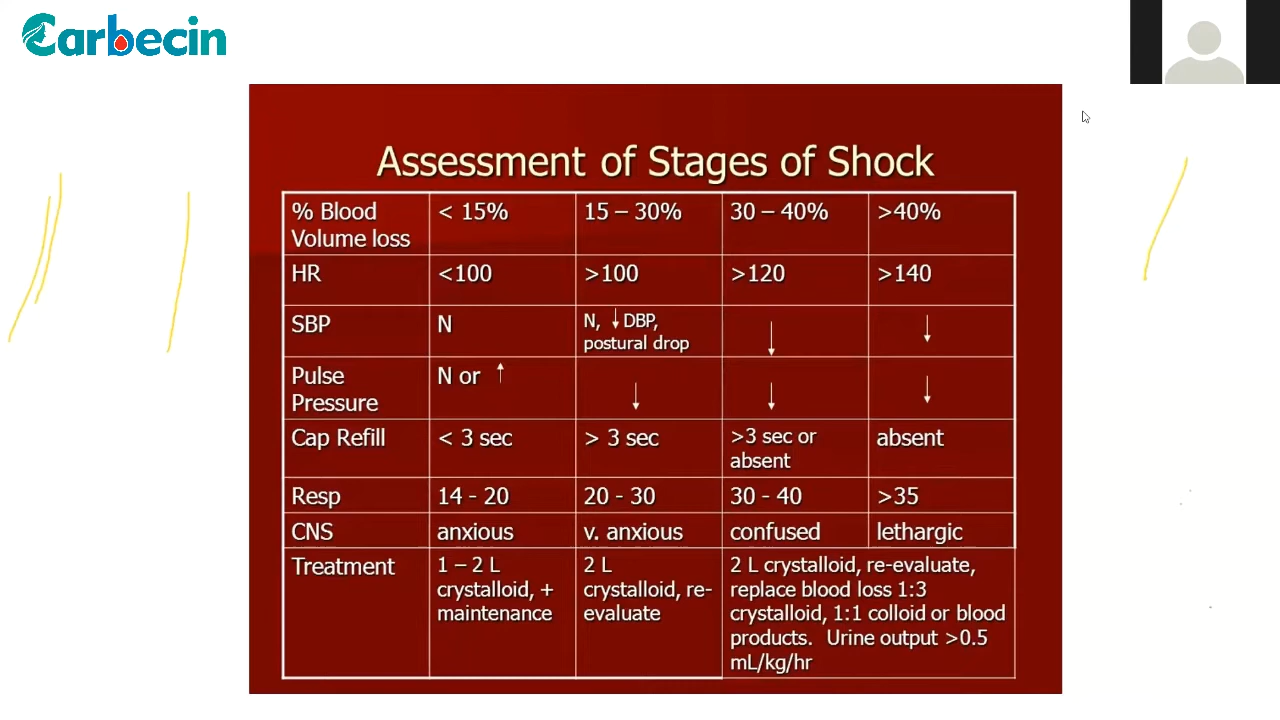 Carbecin
Assessment of Stages of Shock
% Blood Volume loss < 15% 15 – 30% 30 – 40% >40%
HR <100 >100 >120 >140
SBP N N, ↓DBP, postural drop ↓ ↓
Pulse Pressure N or ↑ ↓ ↓ ↓
Cap Refill < 3 sec > 3 sec >3 sec or absent absent
Resp 14 - 20 20 - 30 30 - 40 >35
CNS anxious v. anxious confused lethargic
Treatment 1 – 2 L crystalloid, + maintenance 2 L crystalloid, re-evaluate 2 L crystalloid, re-evaluate, replace blood loss 1:3 crystalloid, 1:1 colloid or blood products. Urine output >0.5 mL/kg/hr